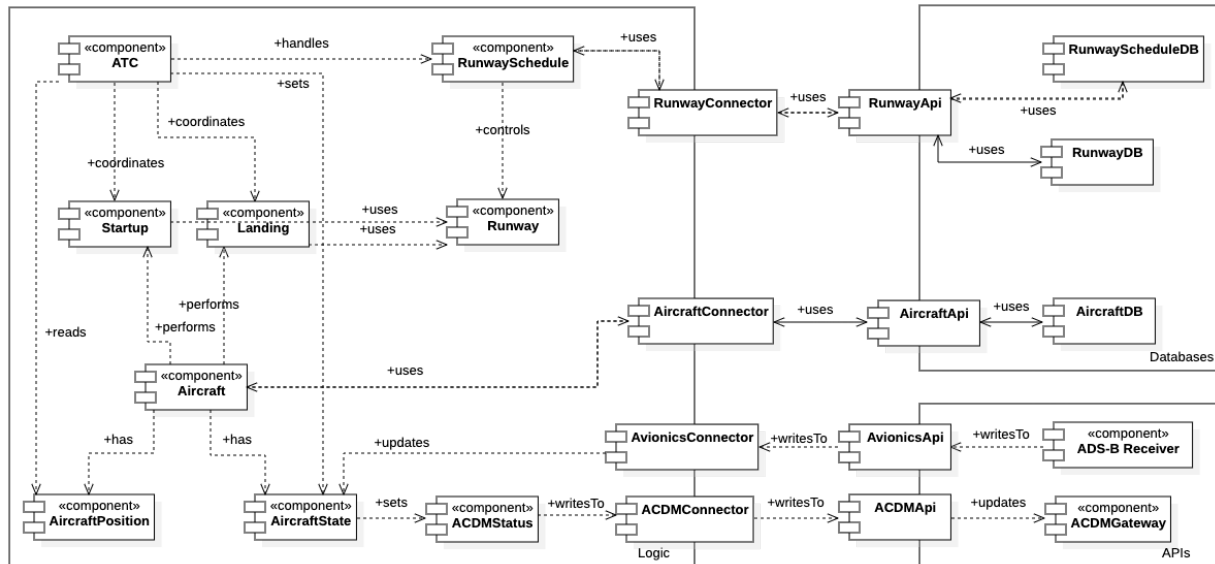 «component»
ATC
+handles
«component»
RunwaySchedule
+uses
RunwayScheduleDB
+sets
RunwayConnector
+uses
RunwayApi
+uses
+coordinates
+controls
+coordinates
+uses
RunwayDB
«component»
Startup
«component»
Landing
+uses
+uses
«component»
Runway
+performs
+performs
+reads
AircraftConnector
+uses
AircraftApi
+uses
AircraftDB
Databases
«component»
Aircraft
+uses
+has
+has
+updates
AvionicsConnector
+writesTo
AvionicsApi
+writesTo
«component»
ADS-B Receiver
«component»
AircraftPosition
«component»
AircraftState
+sets
«component»
ACDMStatus
+writesTo
ACDMConnector
+writesTo
ACDMApi
+updates
«component»
ACDMGateway
Logic
APIs